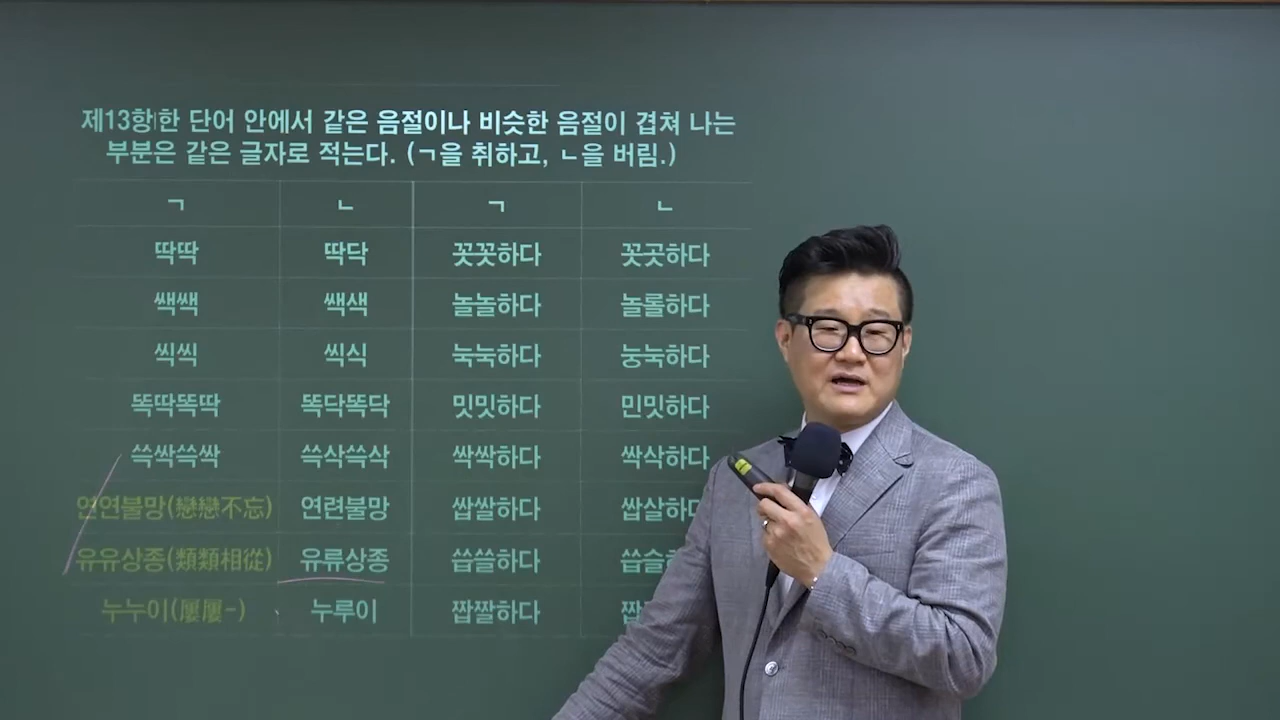 제13항 한 단어 안에서 같은 음절이나 비슷한 음절이 겹쳐 나는
부분은 같은 글자로 적는다. (ㄱ을 취하고, ㄴ을 버림.)
ㄱ ㄴ ㄱ ㄴ
딱딱 딱닥 꼿꼿하다 꼿곳하다
쌕쌕 쌕색 놀놀하다 놀롤하다
씩씩 씩식 눅눅하다 눙눅하다
똑딱똑딱 똑닥똑닥 밋밋하다 민밋하다
쓱싹쓱싹 쓱삭쓱삭 싹싹하다 싹삭하다
연연불망(戀戀不忘) 연련불망 쌉쌀하다 쌉살하다
유유상종(類類相從) 유류상종 씁쓸하다
누누이(屢屢-) 누루이 짭짤하다